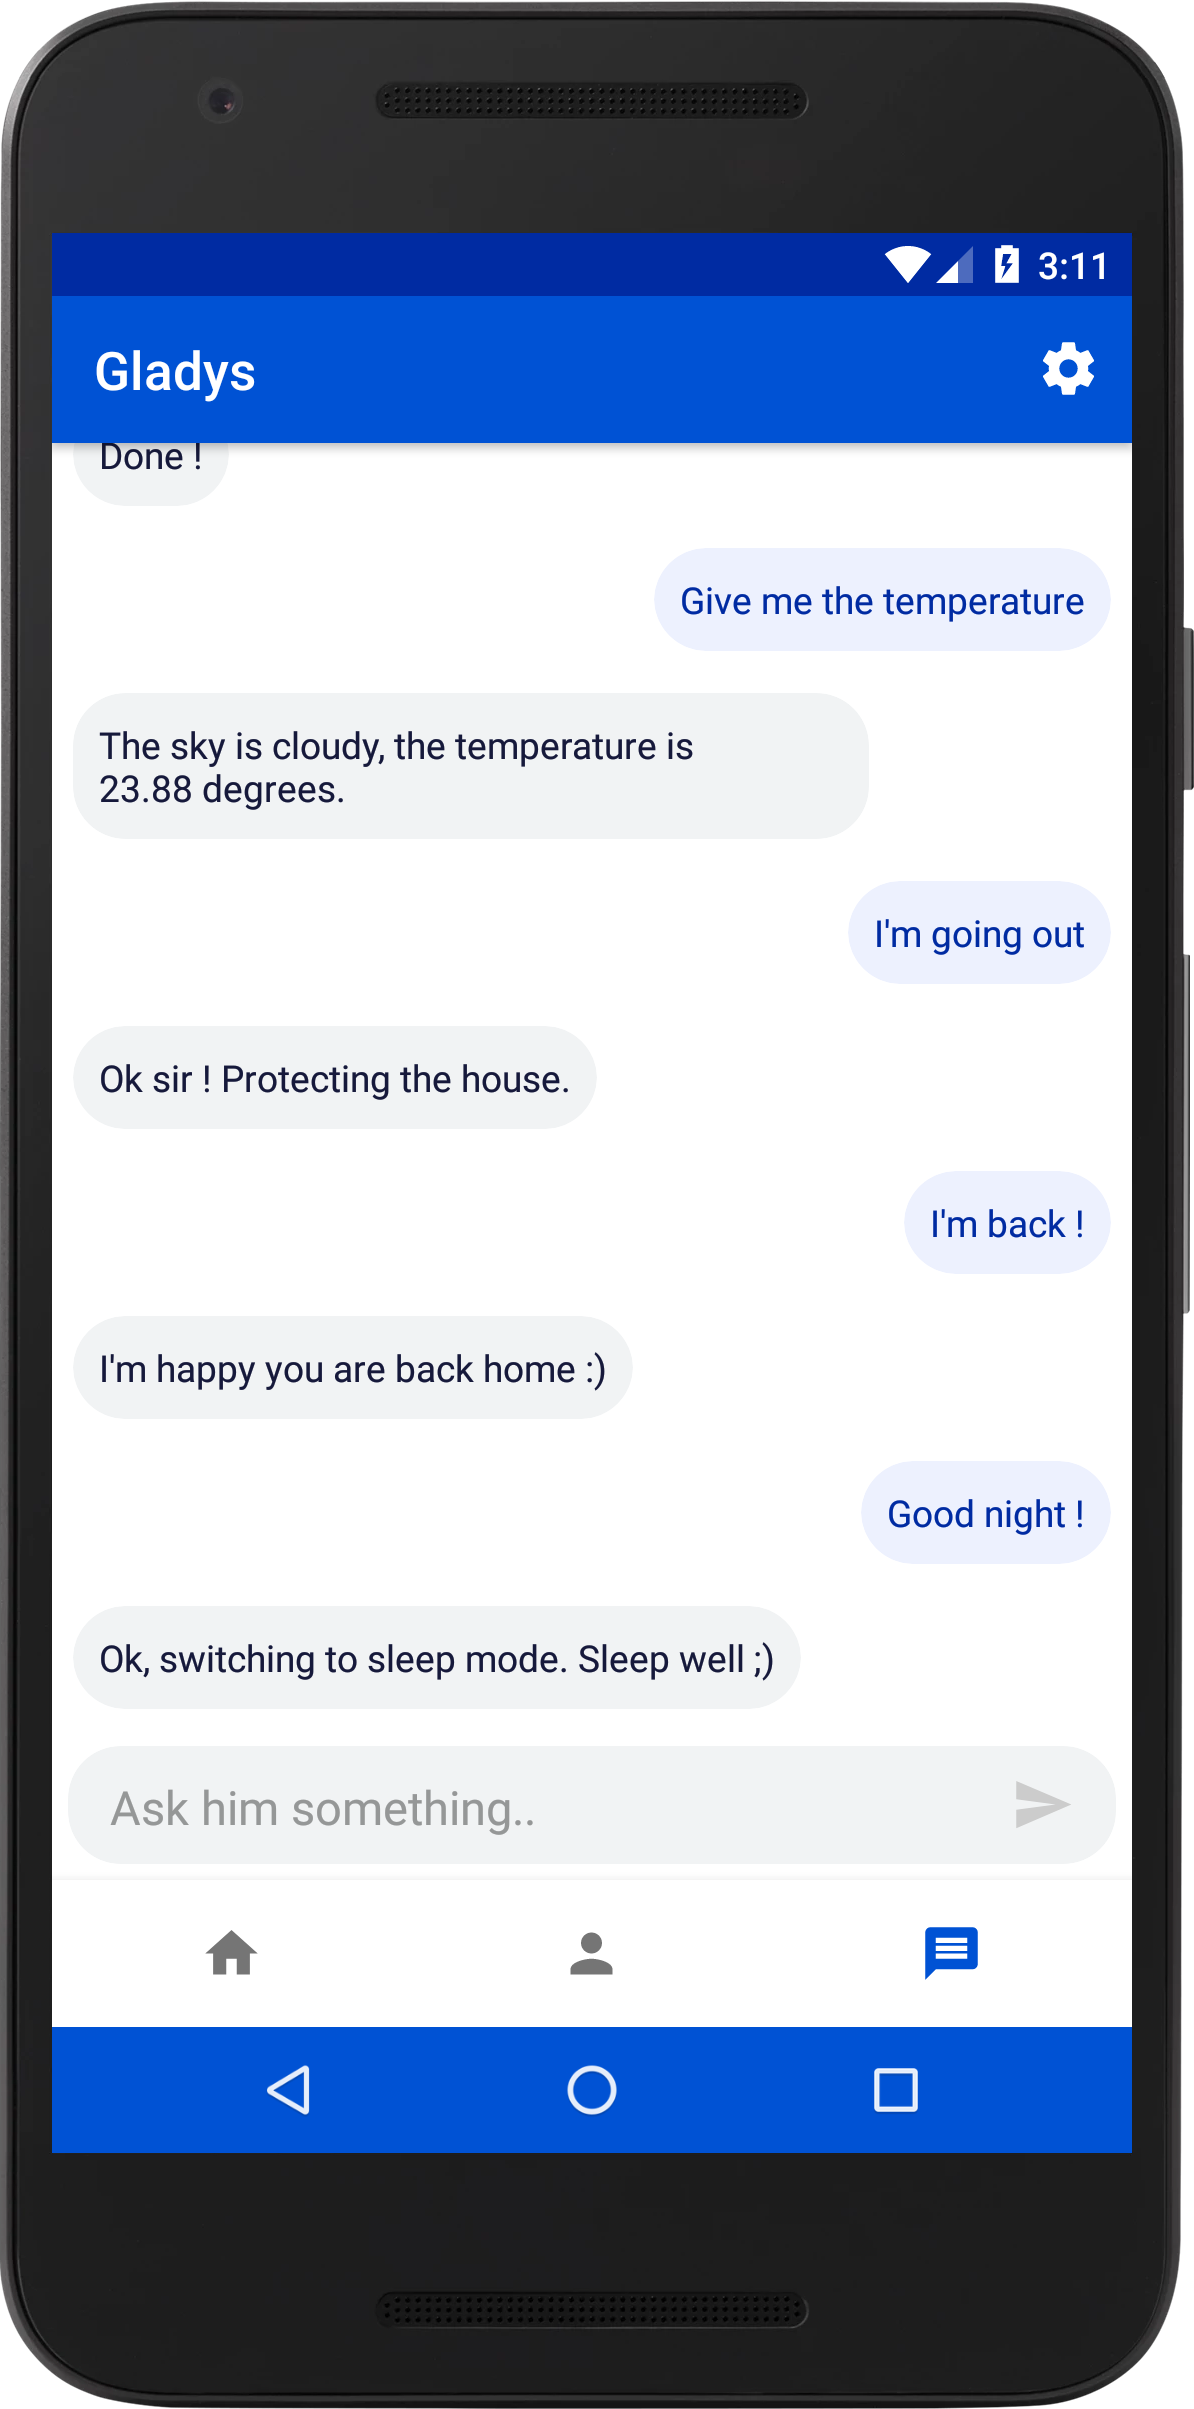 3:11
Gladys
Done !
Give me the temperature
The sky is cloudy, the temperature is
23.88 degrees.
I'm going out
Ok sir ! Protecting the house.
I'm back !
I'm happy you are back home :)
Good night !
Ok, switching to sleep mode. Sleep well ;)
Ask him something..